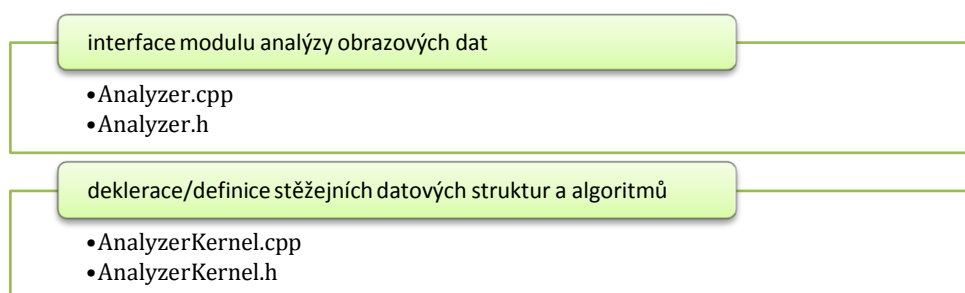 interface modulu analýzy obrazových dat
•Analyzer.cpp
•Analyzer.h
deklerace/definice stěžejních datových struktur a algoritmů
•AnalyzerKernel.cpp
•AnalyzerKernel.h